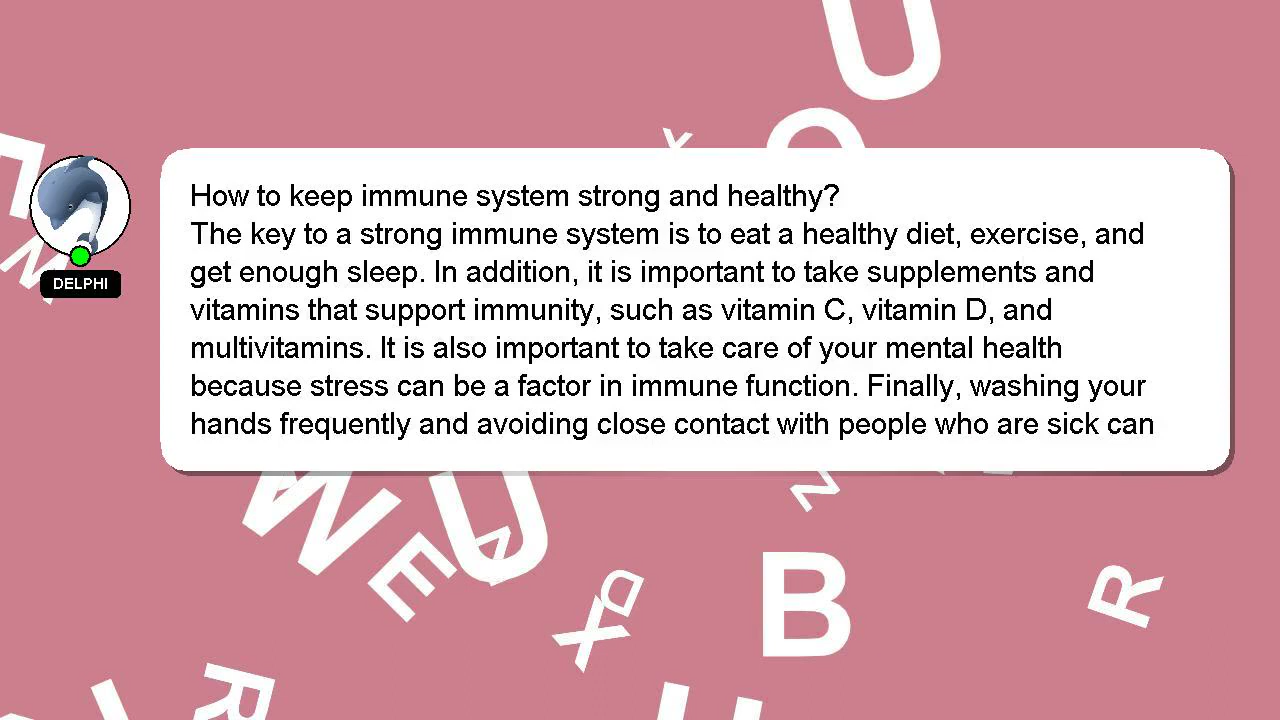 How to keep immune system strong and healthy?
The key to a strong immune system is to eat a healthy diet, exercise, and
get enough sleep. In addition, it is important to take supplements and
vitamins that support immunity, such as vitamin C, vitamin D, and
multivitamins. It is also important to take care of your mental health
because stress can be a factor in immune function. Finally, washing your
hands frequently and avoiding close contact with people who are sick can
DELPHI
U
W
E
U
N
D
X
B
R
R